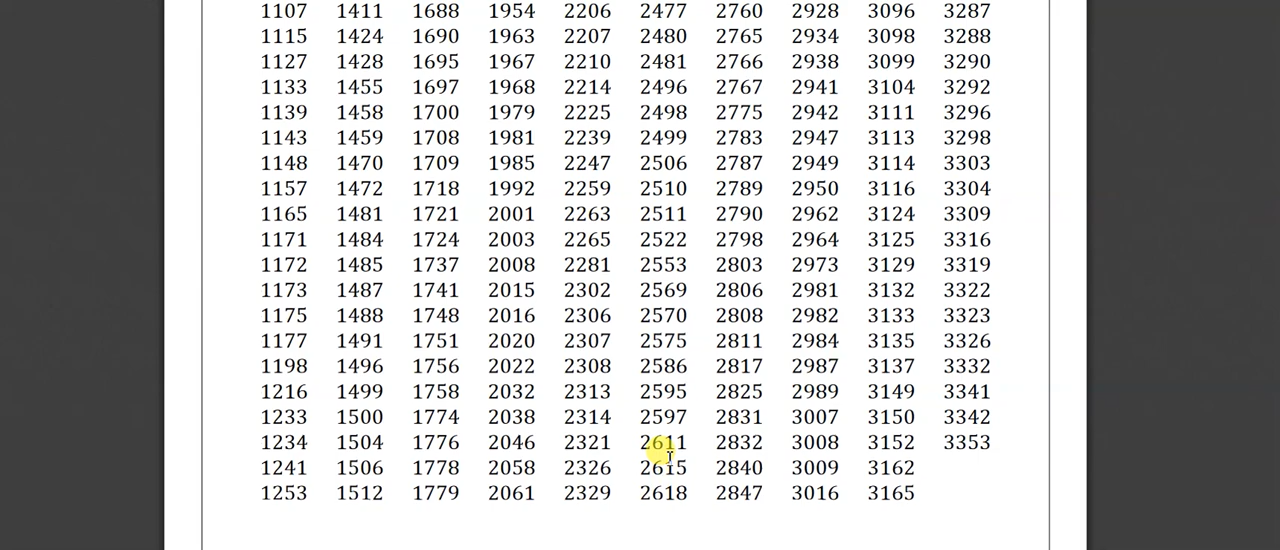 1107 1411 1688 1954 2206 2477 2760 2928 3096 3287
1115 1424 1690 1963 2207 2480 2765 2934 3098 3288
1127 1428 1695 1967 2210 2481 2766 2938 3099 3290
1133 1455 1697 1968 2214 2496 2767 2941 3104 3292
1139 1458 1700 1979 2225 2498 2775 2942 3111 3296
1143 1459 1708 1981 2239 2499 2783 2947 3113 3298
1148 1470 1709 1985 2247 2506 2787 2949 3114 3303
1157 1472 1718 1992 2259 2510 2789 2950 3116 3304
1165 1481 1721 2001 2263 2511 2790 2962 3124 3309
1171 1484 1724 2003 2265 2522 2798 2964 3125 3316
1172 1485 1737 2008 2281 2553 2803 2973 3129 3319
1173 1487 1741 2015 2302 2569 2806 2981 3132 3322
1175 1488 1748 2016 2306 2570 2808 2982 3133 3323
1177 1491 1751 2020 2307 2575 2811 2984 3135 3326
1198 1496 1756 2022 2308 2586 2817 2987 3137 3332
1216 1499 1758 2032 2313 2595 2825 2989 3149 3341
1233 1500 1774 2038 2314 2597 2831 3007 3150 3342
1234 1504 1776 2046 2321 2611 2832 3008 3152 3353
1241 1506 1778 2058 2326 2615 2840 3009 3162
1253 1512 1779 2061 2329 2618 2847 3016 3165